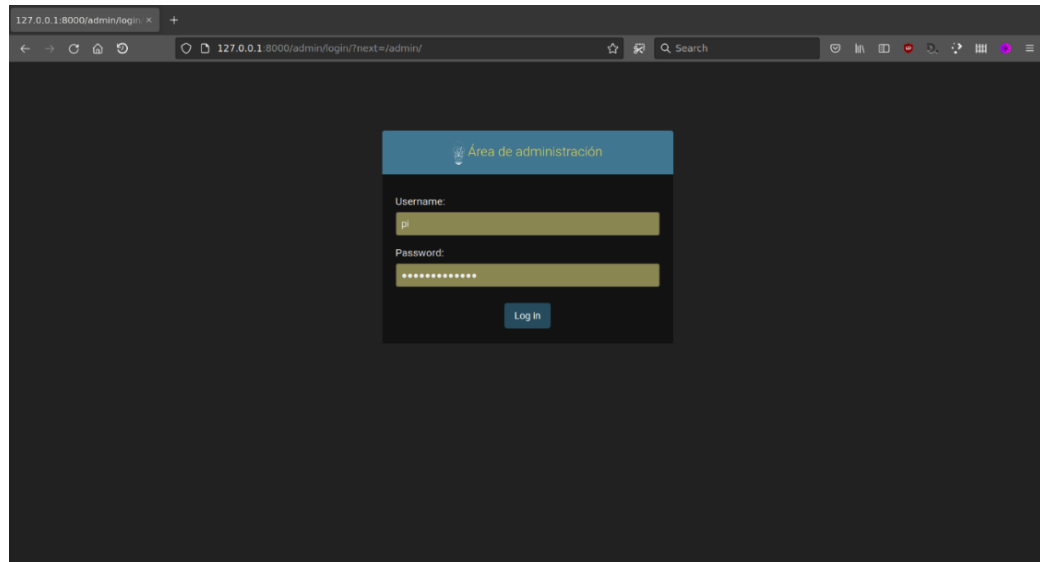 127.0.0.1:8000/admin/login/
127.0.0.1:8000/admin/login/?next=/admin/
Search
Área de administración
Username:
pi
Password:
•••••••••••••
Log in